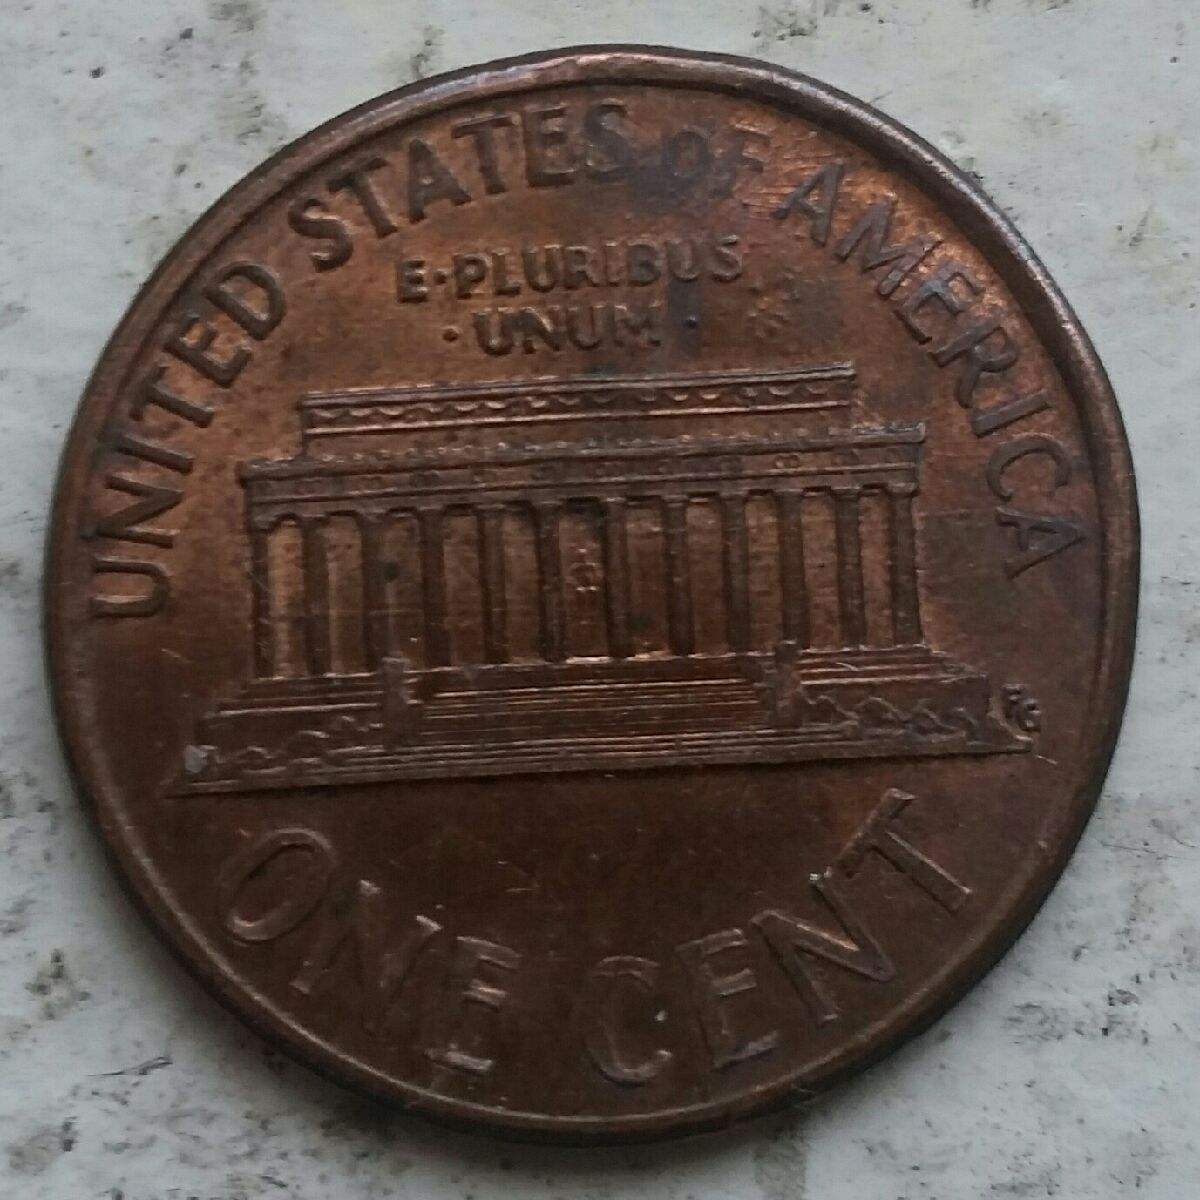 UNITED STATES OF AMERICA
E·PLURIBUS
·UNUM·
FG
ONE CENT